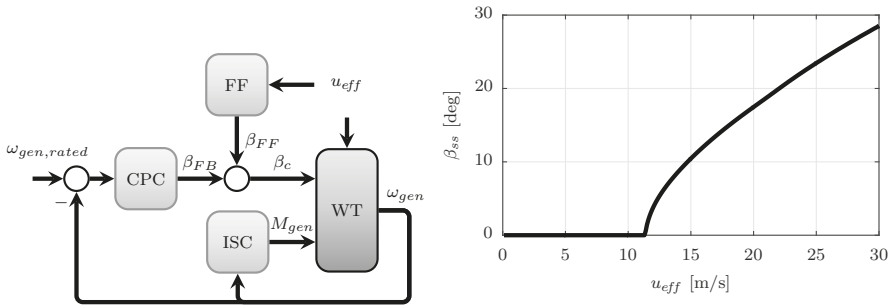 FF
u_eff
ω_gen,rated
β_FF
β_FB
β_c
CPC
−
ω_gen
WT
ISC
M_gen
30
20
10
0
β_ss [deg]
0 5 10 15 20 25 30
u_eff [m/s]